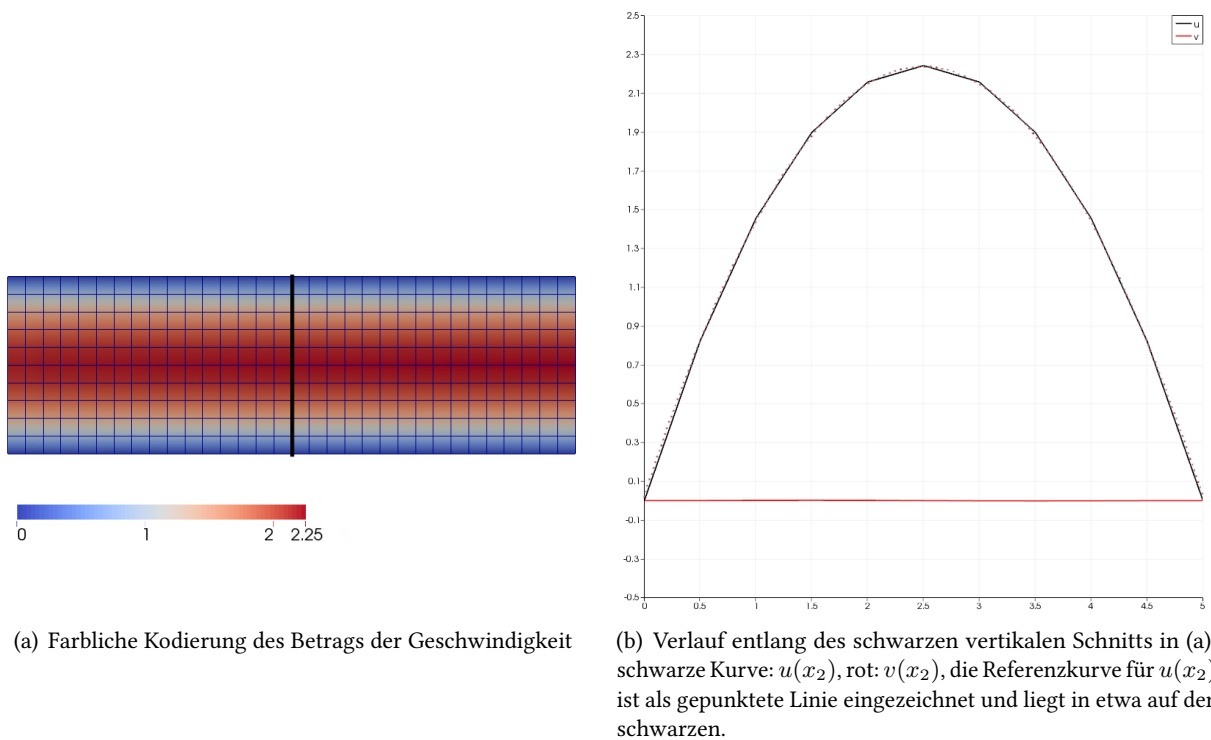 2.5
u
v
2.3
2.1
1.9
1.7
1.5
1.3
1.1
0.9
0.7
0.5
0.3
0.1
-0.1
-0.3
-0.5
0 0.5 1 1.5 2 2.5 3 3.5 4 4.5 5
0 1 2 2.25
(a) Farbliche Kodierung des Betrags der Geschwindigkeit
(b) Verlauf entlang des schwarzen vertikalen Schnitts in (a)
schwarze Kurve: u(x₂), rot: v(x₂), die Referenzkurve für u(x₂)
ist als gepunktete Linie eingezeichnet und liegt in etwa auf der
schwarzen.